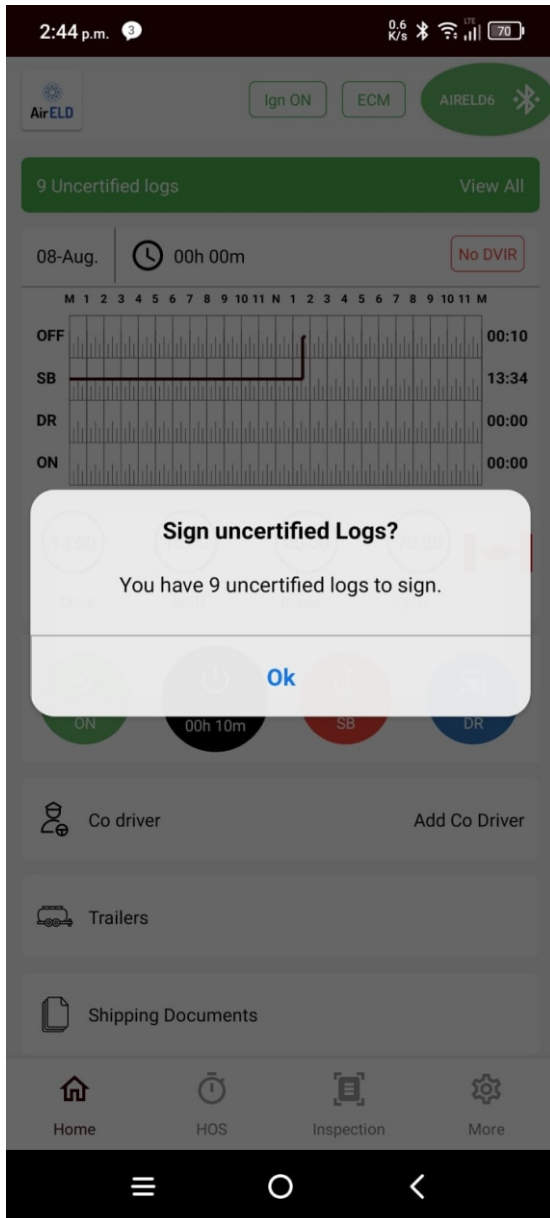 2:44 p.m. 3 0.6 K/s LTE 70
AirELD Ign ON ECM AIRELD6
9 Uncertified logs View All
08-Aug. 00h 00m No DVIR
M 1 2 3 4 5 6 7 8 9 10 11 N 1 2 3 4 5 6 7 8 9 10 11 M
OFF 00:10
SB 13:34
DR 00:00
ON 00:00
Sign uncertified Logs?
You have 9 uncertified logs to sign.
Ok
ON 00h 10m SB DR
Co driver Add Co Driver
Trailers
Shipping Documents
Home HOS Inspection More